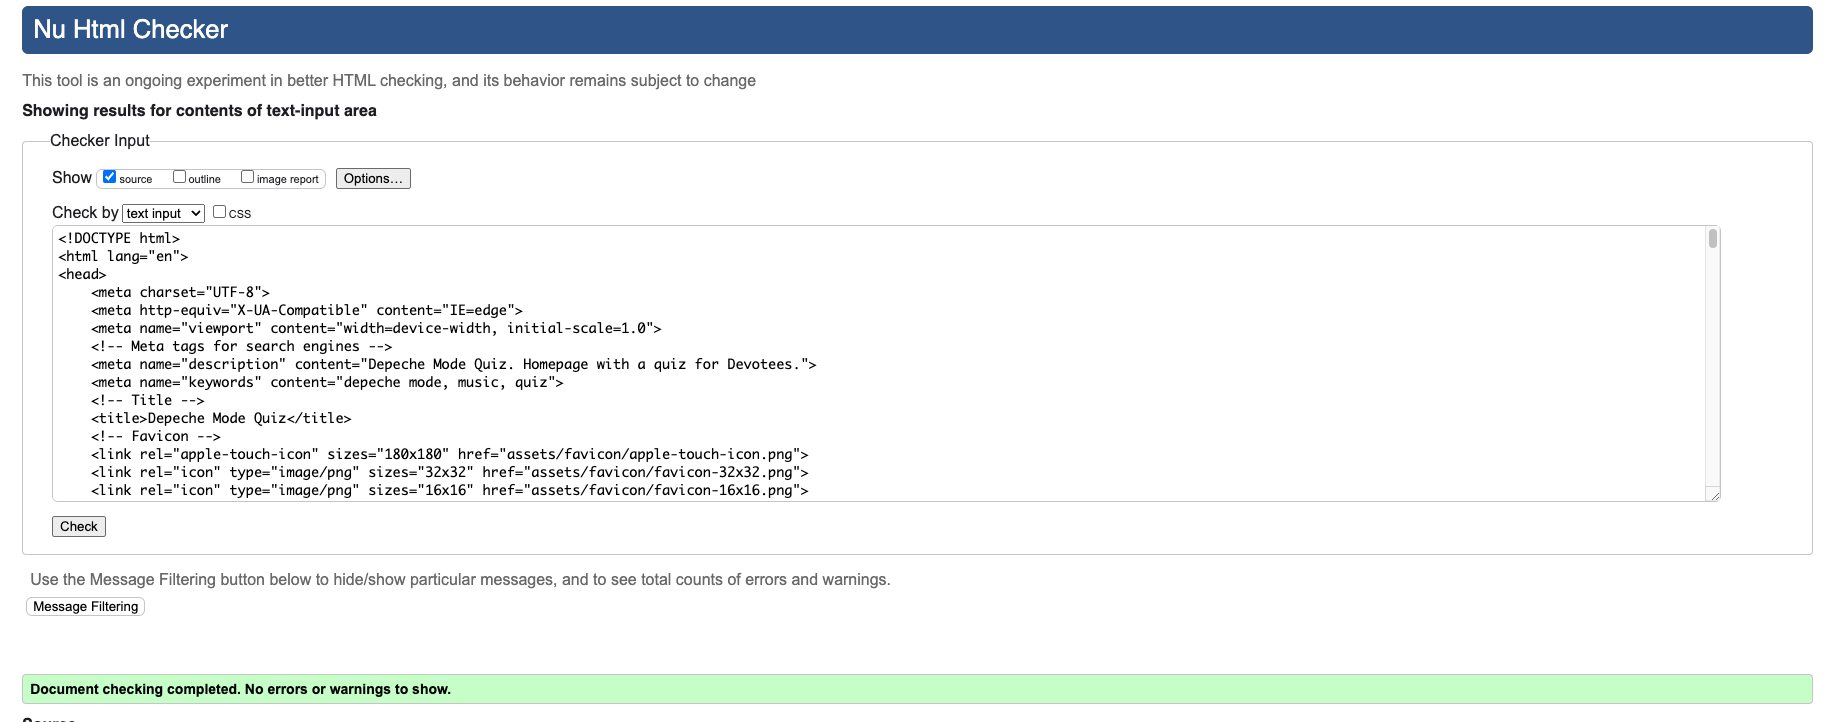 Nu Html Checker
This tool is an ongoing experiment in better HTML checking, and its behavior remains subject to change
Showing results for contents of text-input area
Checker Input
Show source outline image report Options...
Check by text input CSS
<!DOCTYPE html>
<html lang="en">
<head>
    <meta charset="UTF-8">
    <meta http-equiv="X-UA-Compatible" content="IE=edge">
    <meta name="viewport" content="width=device-width, initial-scale=1.0">
    <!-- Meta tags for search engines -->
    <meta name="description" content="Depeche Mode Quiz. Homepage with a quiz for Devotees.">
    <meta name="keywords" content="depeche mode, music, quiz">
    <!-- Title -->
    <title>Depeche Mode Quiz</title>
    <!-- Favicon -->
    <link rel="apple-touch-icon" sizes="180x180" href="assets/favicon/apple-touch-icon.png">
    <link rel="icon" type="image/png" sizes="32x32" href="assets/favicon/favicon-32x32.png">
    <link rel="icon" type="image/png" sizes="16x16" href="assets/favicon/favicon-16x16.png">
Check
Use the Message Filtering button below to hide/show particular messages, and to see total counts of errors and warnings.
Message Filtering
Document checking completed. No errors or warnings to show.